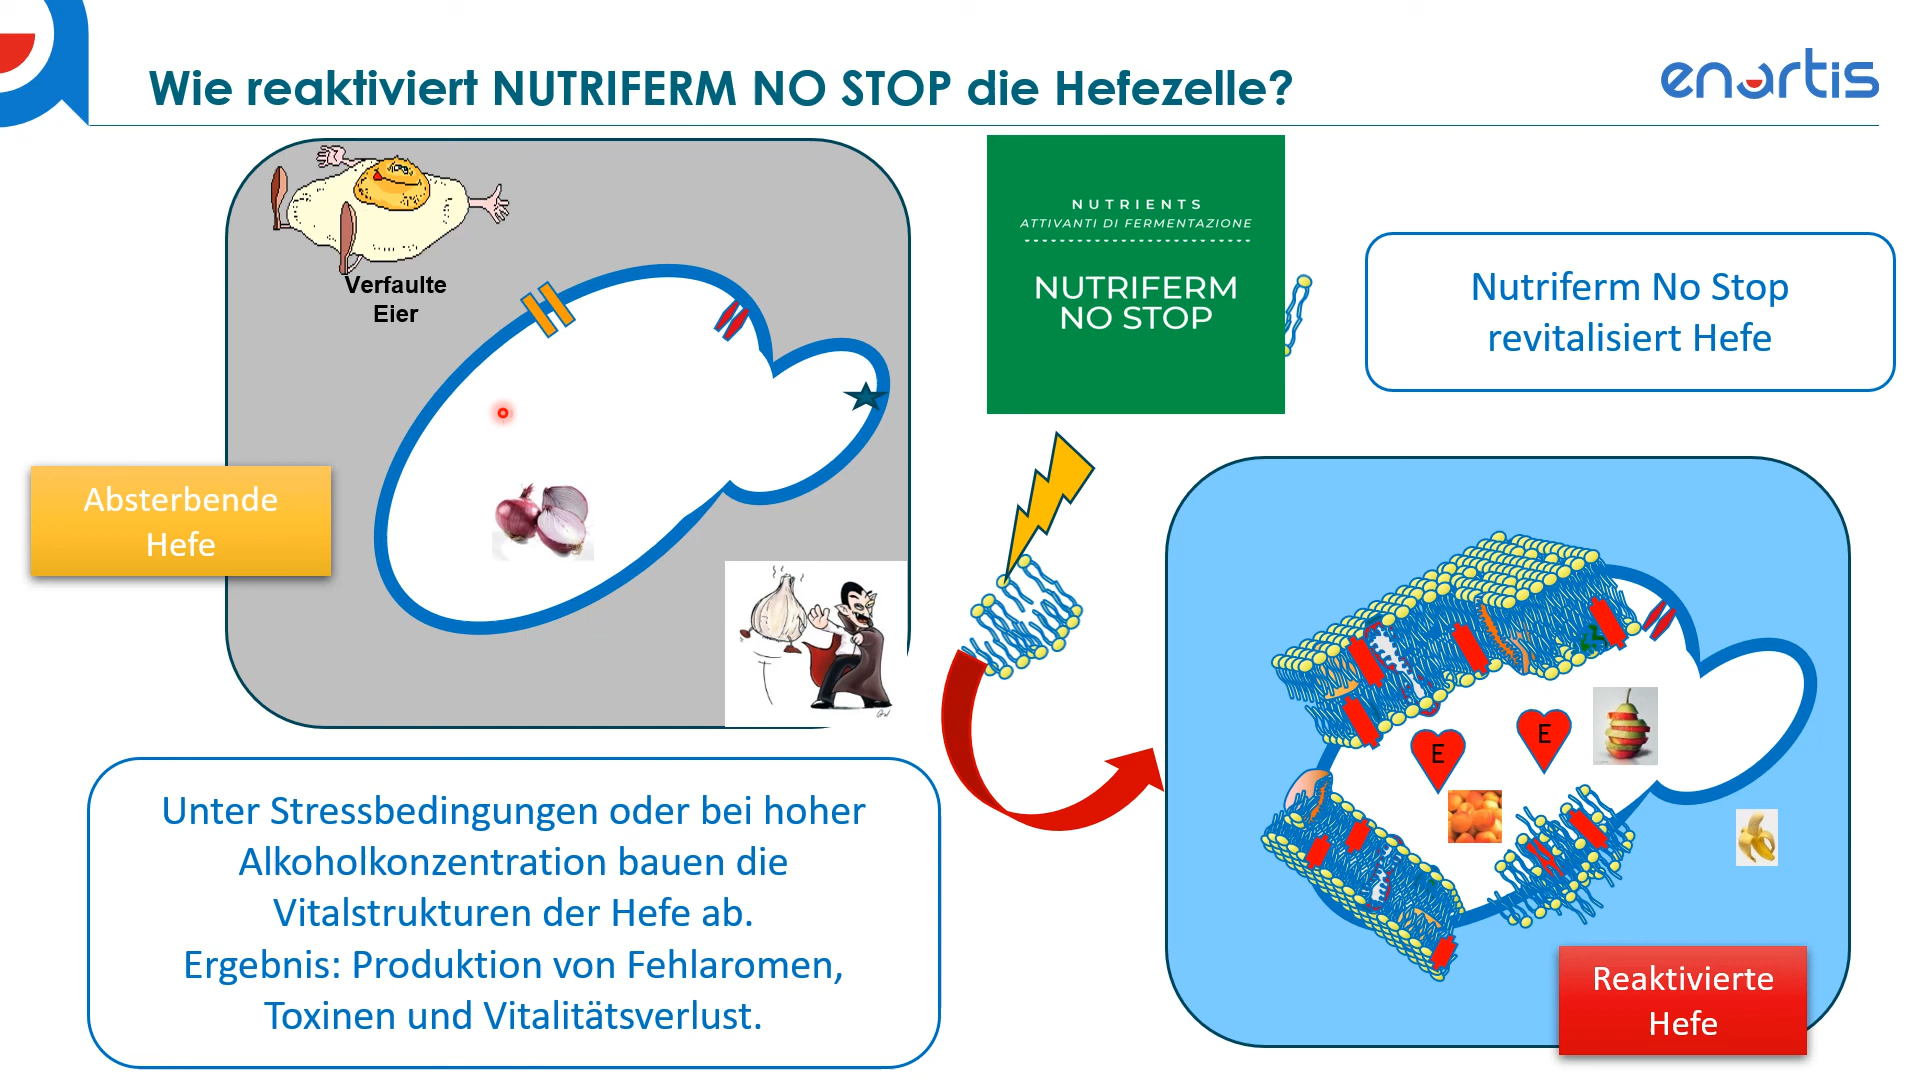 Wie reaktiviert NUTRIFERM NO STOP die Hefezelle?
enartis
Verfaulte
Eier
NUTRIENTS
ATTIVANTI DI FERMENTAZIONE
NUTRIFERM
NO STOP
Nutriferm No Stop
revitalisiert Hefe
Absterbende
Hefe
E
E
Unter Stressbedingungen oder bei hoher
Alkoholkonzentration bauen die
Vitalstrukturen der Hefe ab.
Ergebnis: Produktion von Fehlaromen,
Toxinen und Vitalitätsverlust.
Reaktivierte
Hefe